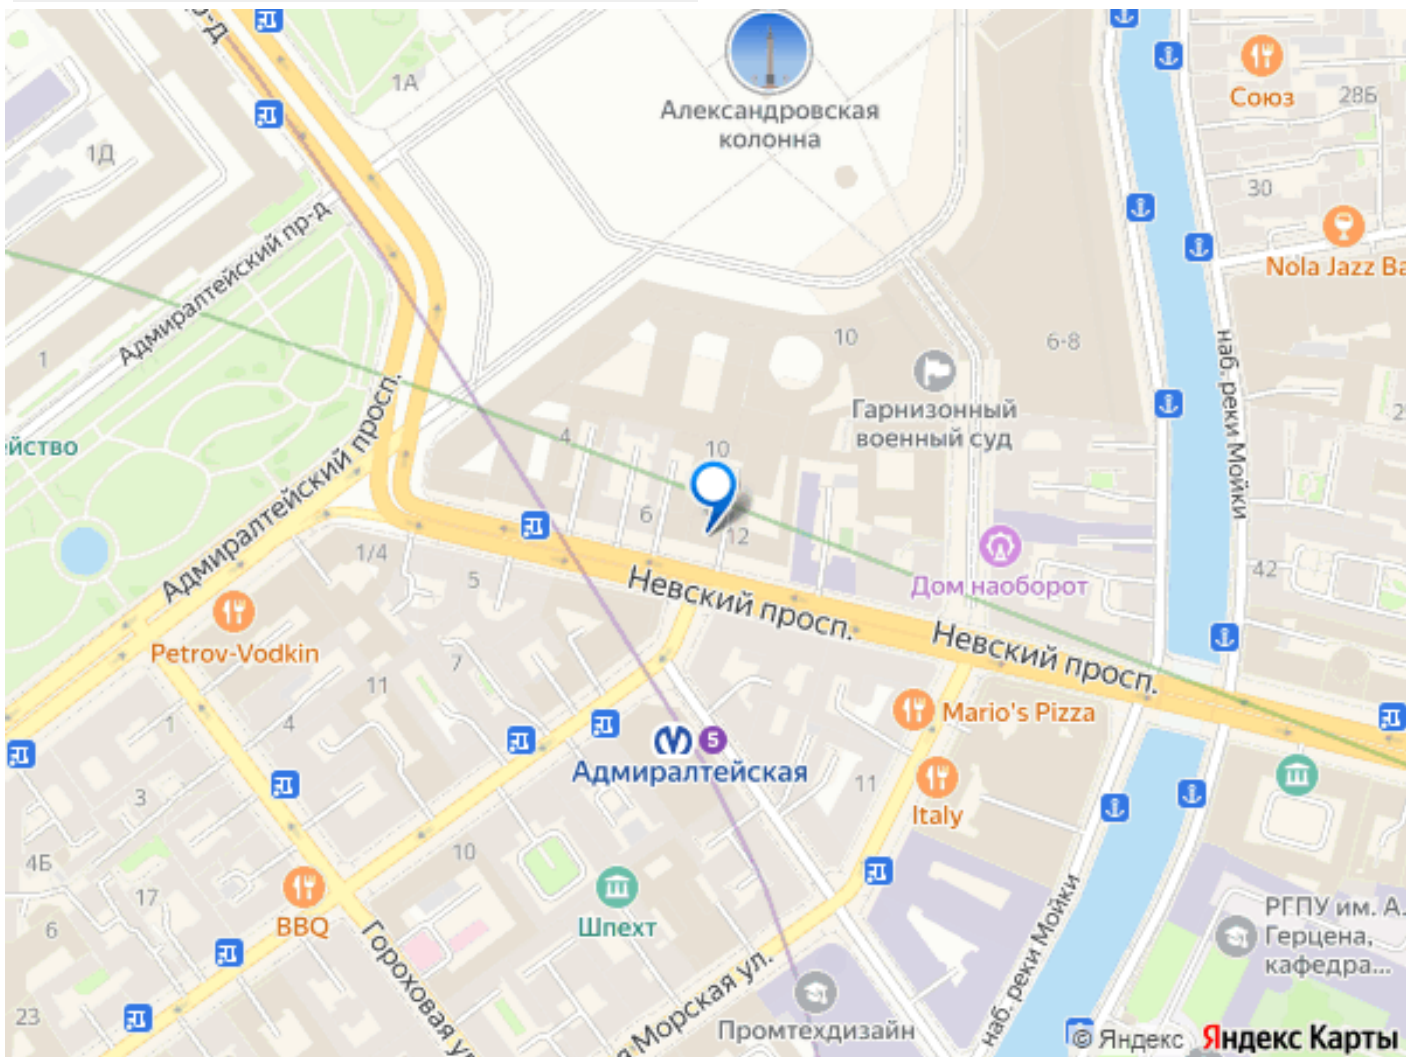 р-д
1А
Александровская
колонна
Союз
28Б
1Д
30
Nola Jazz Ba
Адмиралтейский пр-д
10
6-8
наб. реки Мойки
1
Гарнизонный
военный суд
2
йство
Адмиралтейский просп.
4
10
6
12
1/4
5
Невский просп.
Дом наоборот
42
Petrov-Vodkin
7
Невский просп.
11
1
4
Mario's Pizza
5
Адмиралтейская
11
3
Italy
4Б
10
17
BBQ
Шпехт
6
Гороховая у
я Морская ул.
наб. реки Мойки
РГПУ им. А.
Герцена,
кафедра...
23
Промтехдизайн
© Яндекс Яндекс Карты